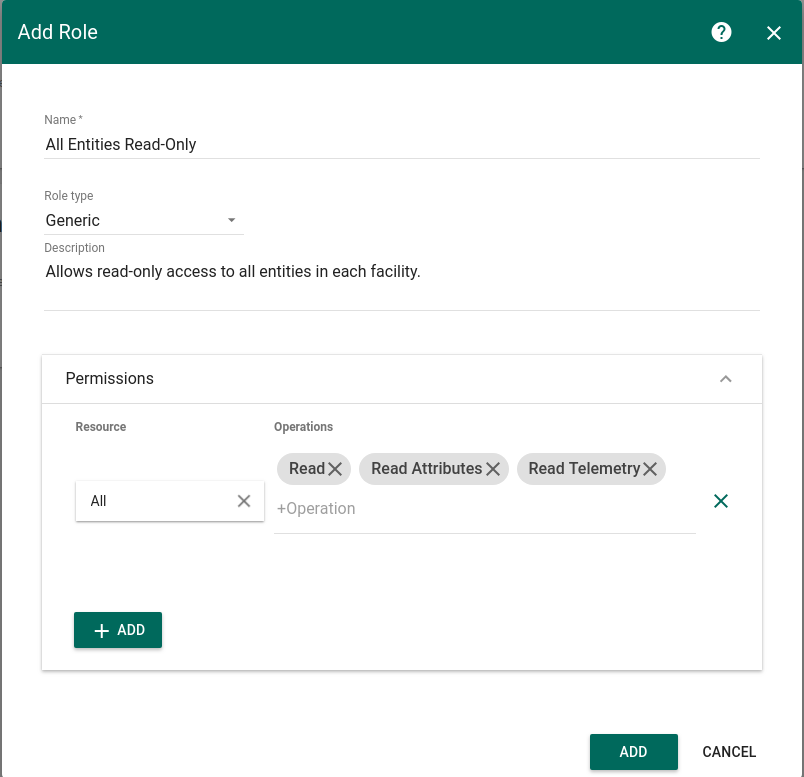 Add Role
Name *
All Entities Read-Only
Role type
Generic
Description
Allows read-only access to all entities in each facility.
Permissions
Resource
Operations
Read
Read Attributes
Read Telemetry
All
+Operation
ADD
ADD
CANCEL